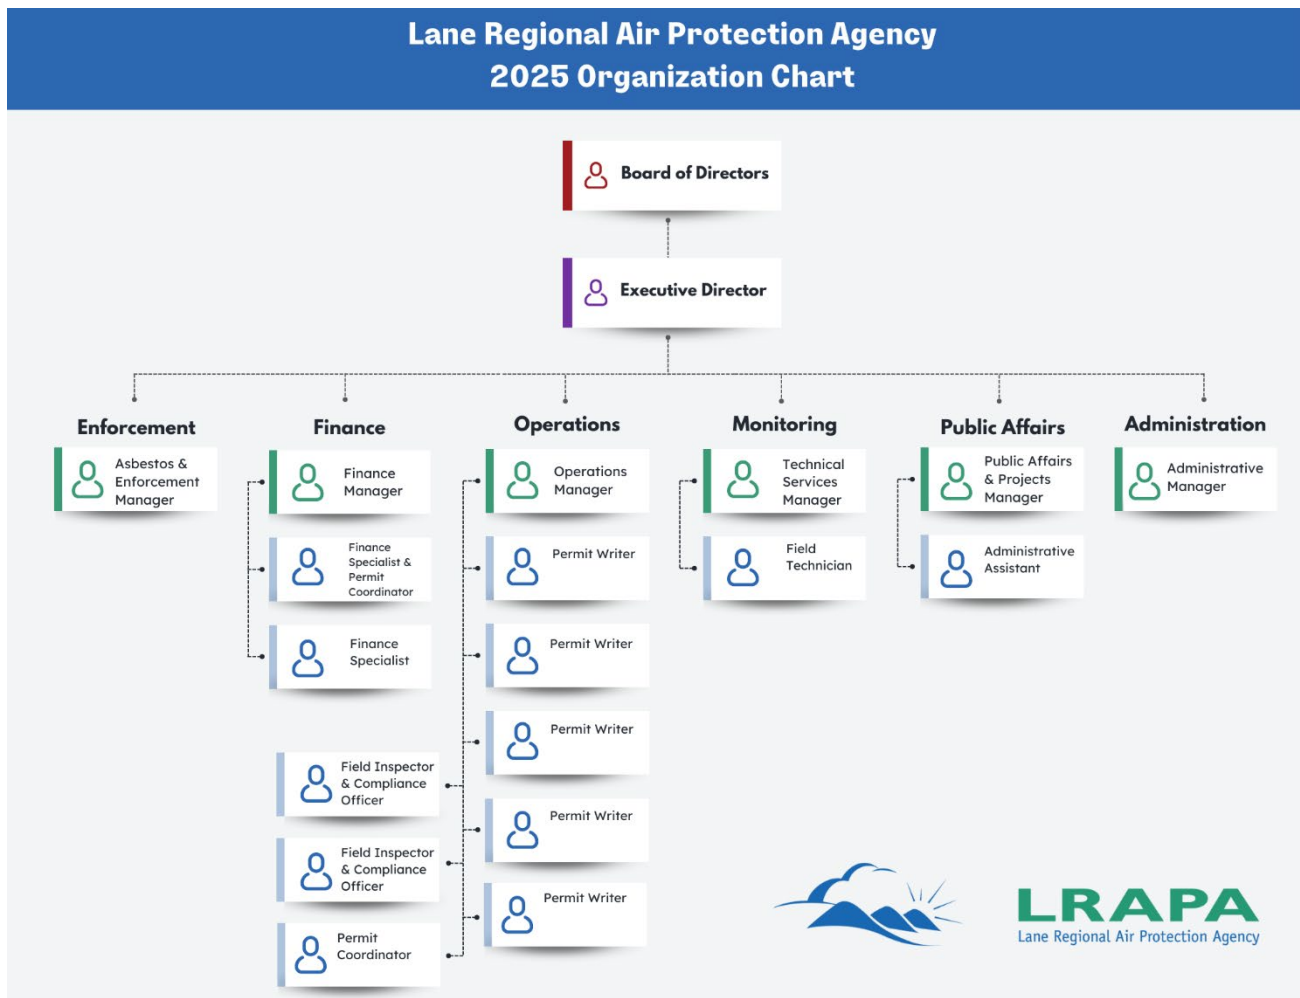 Lane Regional Air Protection Agency
2025 Organization Chart
Board of Directors
Executive Director
Enforcement
Asbestos &
Enforcement
Manager
Finance
Finance
Manager
Finance
Specialist &
Permit
Coordinator
Finance
Specialist
Operations
Operations
Manager
Permit Writer
Permit Writer
Permit Writer
Permit Writer
Permit Writer
Field Inspector
& Compliance
Officer
Field Inspector
& Compliance
Officer
Permit
Coordinator
Monitoring
Technical
Services
Manager
Field
Technician
Public Affairs
Public Affairs
& Projects
Manager
Administrative
Assistant
Administration
Administrative
Manager
LRAPA
Lane Regional Air Protection Agency